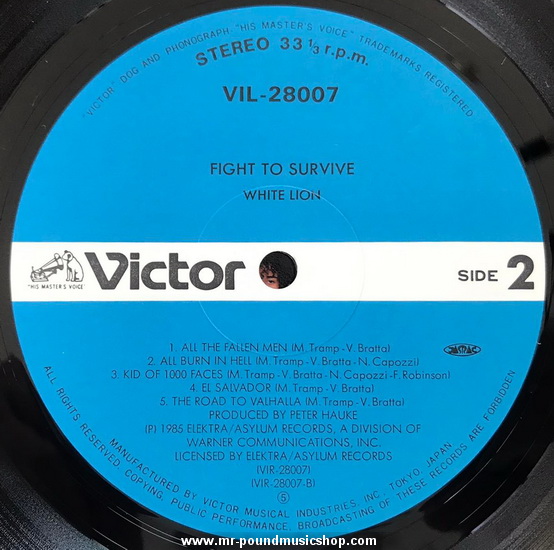 "VICTOR" DOG AND PHONOGRAPH "HIS MASTER'S VOICE" TRADEMARKS REGISTERED
STEREO 33 1/3 r.p.m.
VIL-28007
FIGHT TO SURVIVE
WHITE LION
"HIS MASTER'S VOICE"
Victor
SIDE 2
1. ALL THE FALLEN MEN (M. Tramp-V. Bratta)
2. ALL BURN IN HELL (M. Tramp-V. Bratta-N. Capozzi)
3. KID OF 1000 FACES (M. Tramp-V. Bratta-N. Capozzi-F. Robinson)
4. EL SALVADOR (M. Tramp-V. Bratta)
5. THE ROAD TO VALHALLA (M. Tramp-V. Bratta)
PRODUCED BY PETER HAUKE
(P) 1985 ELEKTRA/ASYLUM RECORDS, A DIVISION OF
WARNER COMMUNICATIONS, INC.
LICENSED BY ELEKTRA/ASYLUM RECORDS
(VIR-28007)
(VIR-28007-B)
S
JASRAC
MANUFACTURED BY VICTOR MUSICAL INDUSTRIES, INC., TOKYO, JAPAN
ALL RIGHTS RESERVED. COPYING, PUBLIC PERFORMANCE, BROADCASTING OF THESE RECORDS ARE FORBIDDEN
www.mr-poundmusicshop.com